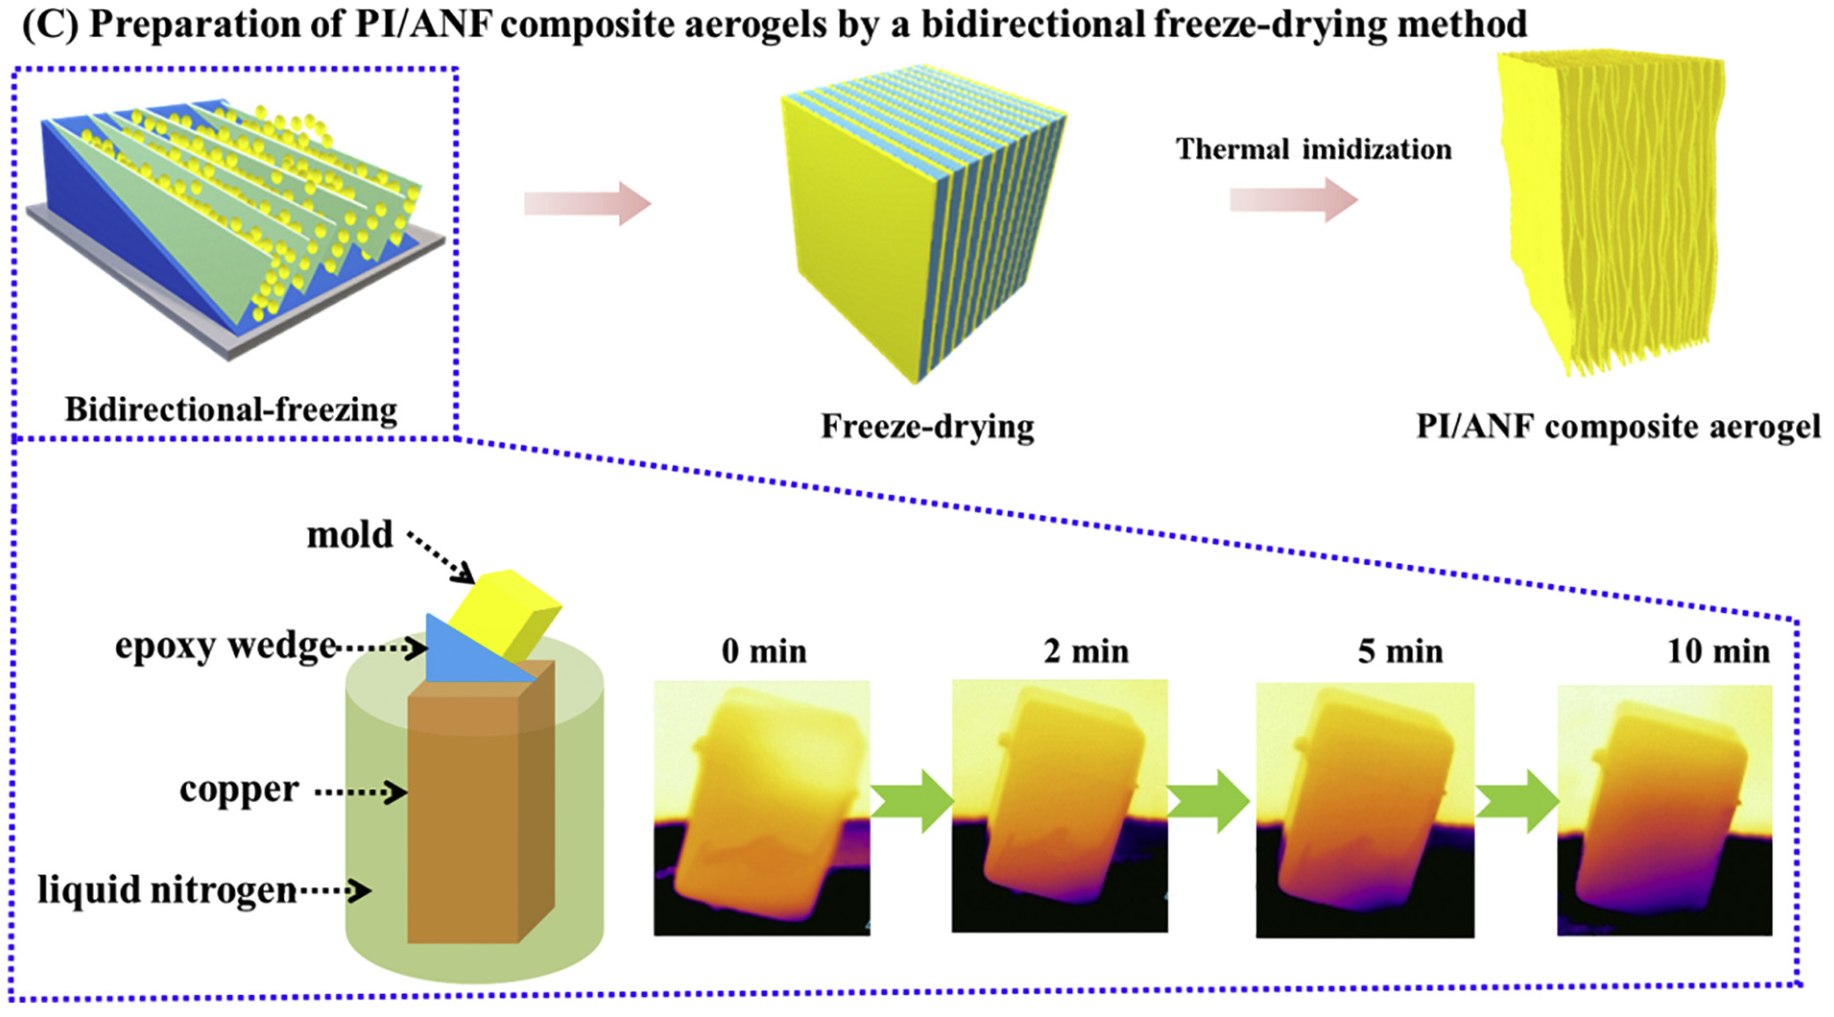 (C) Preparation of PI/ANF composite aerogels by a bidirectional freeze-drying method
Thermal imidization
Bidirectional-freezing
Freeze-drying
PI/ANF composite aerogel
mold
epoxy wedge
copper
liquid nitrogen
0 min
2 min
5 min
10 min